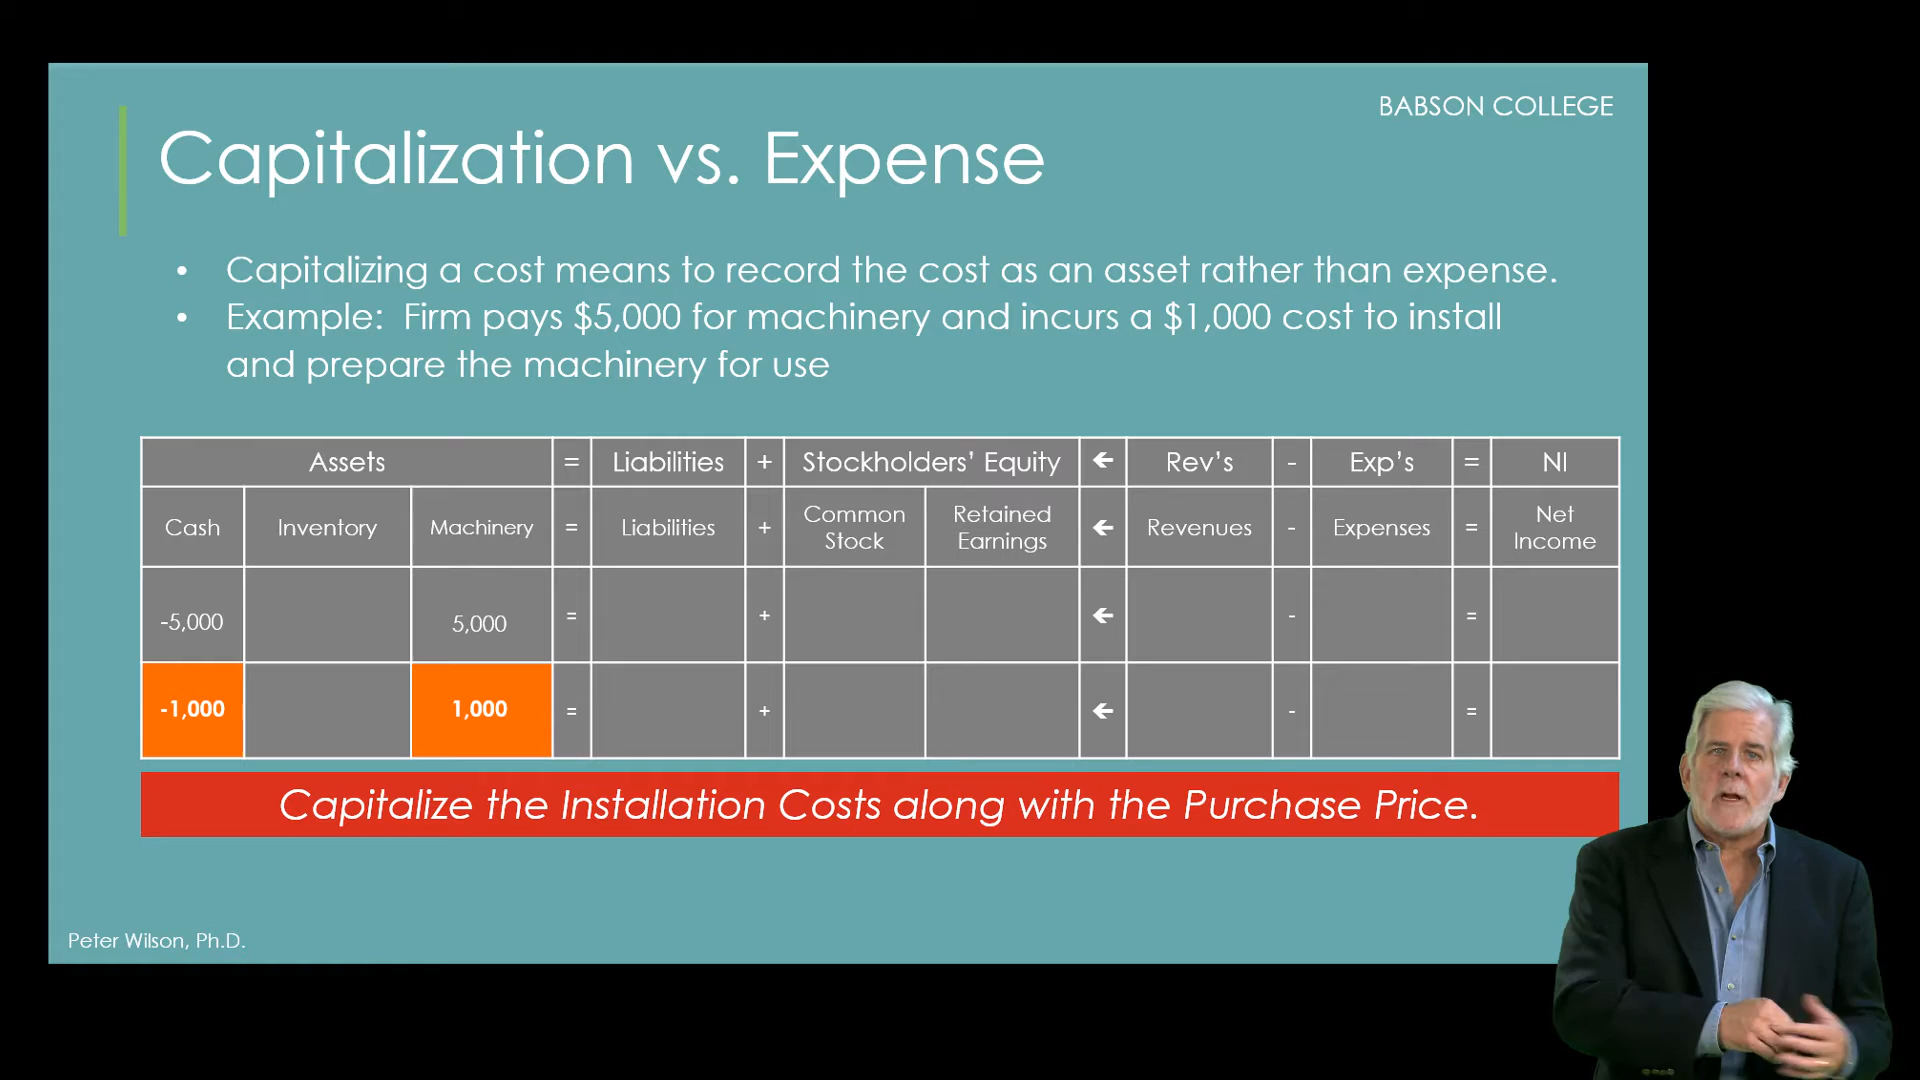 BABSON COLLEGE
Capitalization vs. Expense
• Capitalizing a cost means to record the cost as an asset rather than expense.
• Example: Firm pays $5,000 for machinery and incurs a $1,000 cost to install
and prepare the machinery for use
Assets = Liabilities + Stockholders’ Equity ← Rev’s - Exp’s = NI
Cash Inventory Machinery = Liabilities + Common Stock Retained Earnings ← Revenues - Expenses = Net Income
-5,000 5,000 = + ← - =
-1,000 1,000 = + ← - =
Capitalize the Installation Costs along with the Purchase Price.
Peter Wilson, Ph.D.